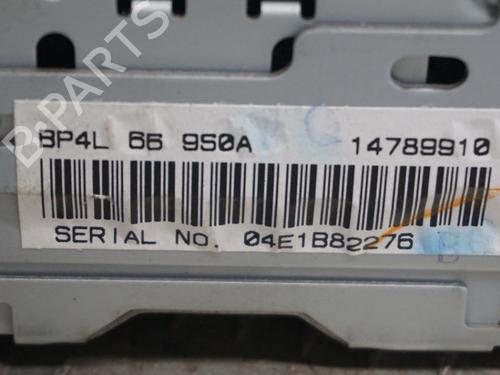 B-PARTS
BP4L 66 950A 14789910
SERIAL No. 04E1B82276
B